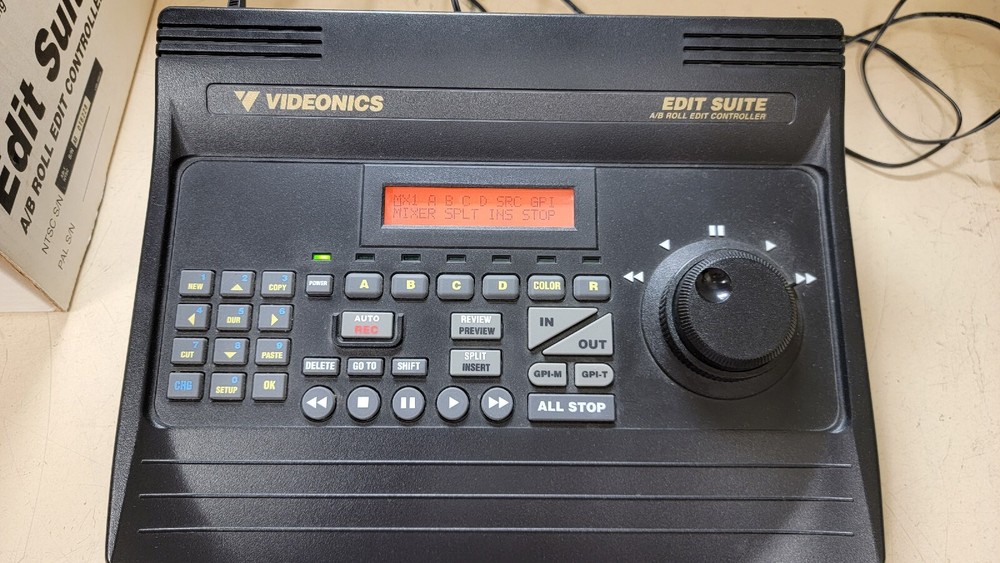 Edit Suite
A/B ROLL EDIT CONTROLLER
NTSC S/N
PAL S/N
VIDEONICS
EDIT SUITE
A/B ROLL EDIT CONTROLLER
MX1 A B C D SRC GPI
MIXER SPLT INS STOP
1 2 3
NEW COPY
4 5 6
DUR
7 8 9
CUT PASTE
0
CRG SETUP OK
POWER A B C D COLOR R
AUTO
REC
REVIEW
PREVIEW
SPLIT
INSERT
DELETE GO TO SHIFT
IN
OUT
GPI-M GPI-T
ALL STOP